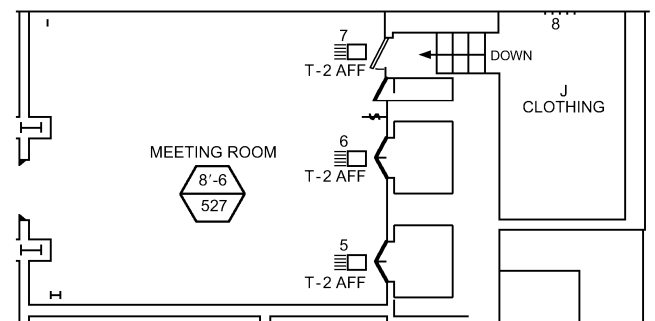 7
T-2 AFF
8
DOWN
J
CLOTHING
6
T-2 AFF
MEETING ROOM
8'-6
527
5
T-2 AFF